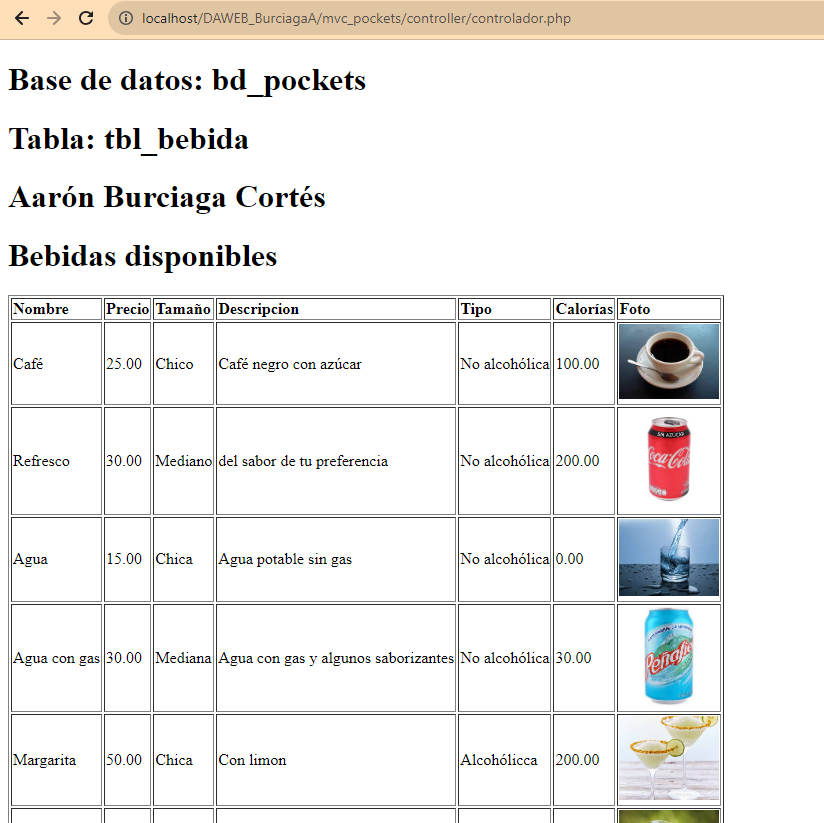 localhost/DAWEB_BurciagaA/mvc_pockets/controller/controlador.php
Base de datos: bd_pockets
Tabla: tbl_bebida
Aarón Burciaga Cortés
Bebidas disponibles
Nombre Precio Tamaño Descripcion Tipo Calorías Foto
Café 25.00 Chico Café negro con azúcar No alcohólica 100.00
SIN AZÚCAR
Coca-Cola
Refresco 30.00 Mediano del sabor de tu preferencia No alcohólica 200.00
Agua 15.00 Chica Agua potable sin gas No alcohólica 0.00
Peñafiel
Agua con gas 30.00 Mediana Agua con gas y algunos saborizantes No alcohólica 30.00
Margarita 50.00 Chica Con limon Alcohólicca 200.00